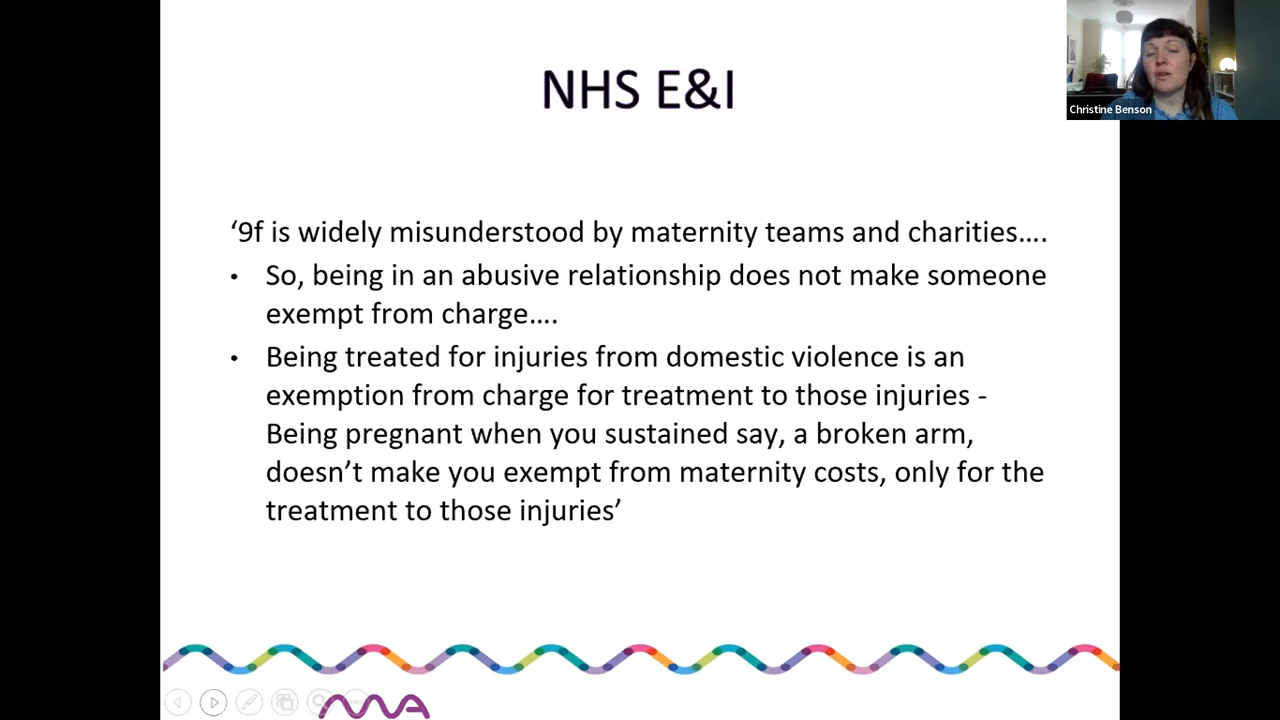 NHS E&I
Christine Benson
‘9f is widely misunderstood by maternity teams and charities….
• So, being in an abusive relationship does not make someone
exempt from charge….
• Being treated for injuries from domestic violence is an
exemption from charge for treatment to those injuries -
Being pregnant when you sustained say, a broken arm,
doesn’t make you exempt from maternity costs, only for the
treatment to those injuries’